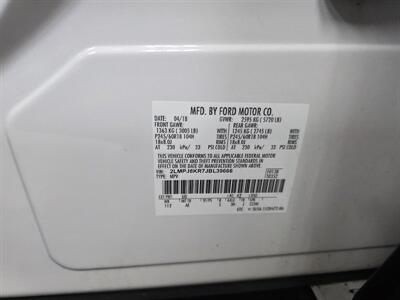 MFD. BY FORD MOTOR CO.
DATE: 04/18 GVWR: 2595 KG ( 5720 LB)
FRONT GAWR: REAR GAWR:
1363 KG ( 3005 LB) 1245 KG ( 2745 LB)
P245/60R18 104H TIRES P245/60R18 104H TIRES
18x8.0J RIMS 18x8.0J RIMS
AT 230 kPa/ 33 PSI/COLD AT 230 kPa/ 33 PSI/COLD
THIS VEHICLE CONFORMS TO ALL APPLICABLE FEDERAL MOTOR
VEHICLE SAFETY AND THEFT PREVENTION STANDARDS IN
EFFECT ON THE DATE OF MANUFACTURE SHOWN ABOVE.
VIN: 2LMPJ6KR7JBL39666
TYPE: MPV
EXT PNT: